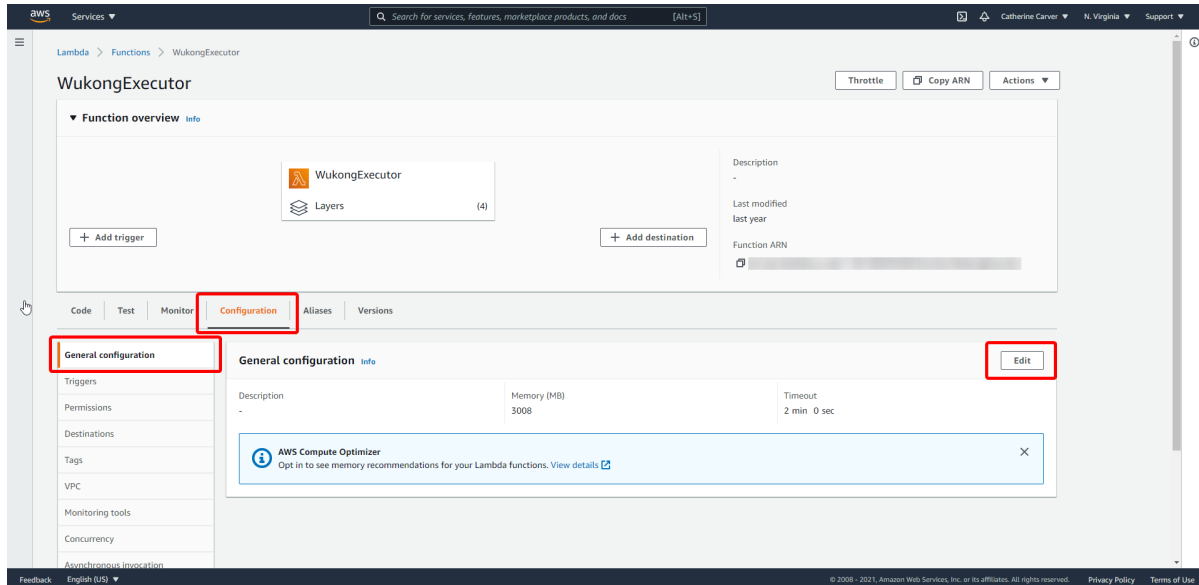 aws Services ▼ Search for services, features, marketplace products, and docs [Alt+S] Catherine Carver ▼ N. Virginia ▼ Support ▼
Lambda > Functions > WukongExecutor
WukongExecutor
Throttle Copy ARN Actions ▼
▼ Function overview Info
WukongExecutor
Layers (4)
+ Add trigger
+ Add destination
Description
-
Last modified
last year
Function ARN
Code Test Monitor Configuration Aliases Versions
General configuration
Triggers
Permissions
Destinations
Tags
VPC
Monitoring tools
Concurrency
Asynchronous invocation
General configuration Info
Edit
Description Memory (MB) Timeout
- 3008 2 min 0 sec
AWS Compute Optimizer
Opt in to see memory recommendations for your Lambda functions. View details
Feedback English (US) ▼ © 2008 - 2021, Amazon Web Services, Inc. or its affiliates. All rights reserved. Privacy Policy Terms of Use